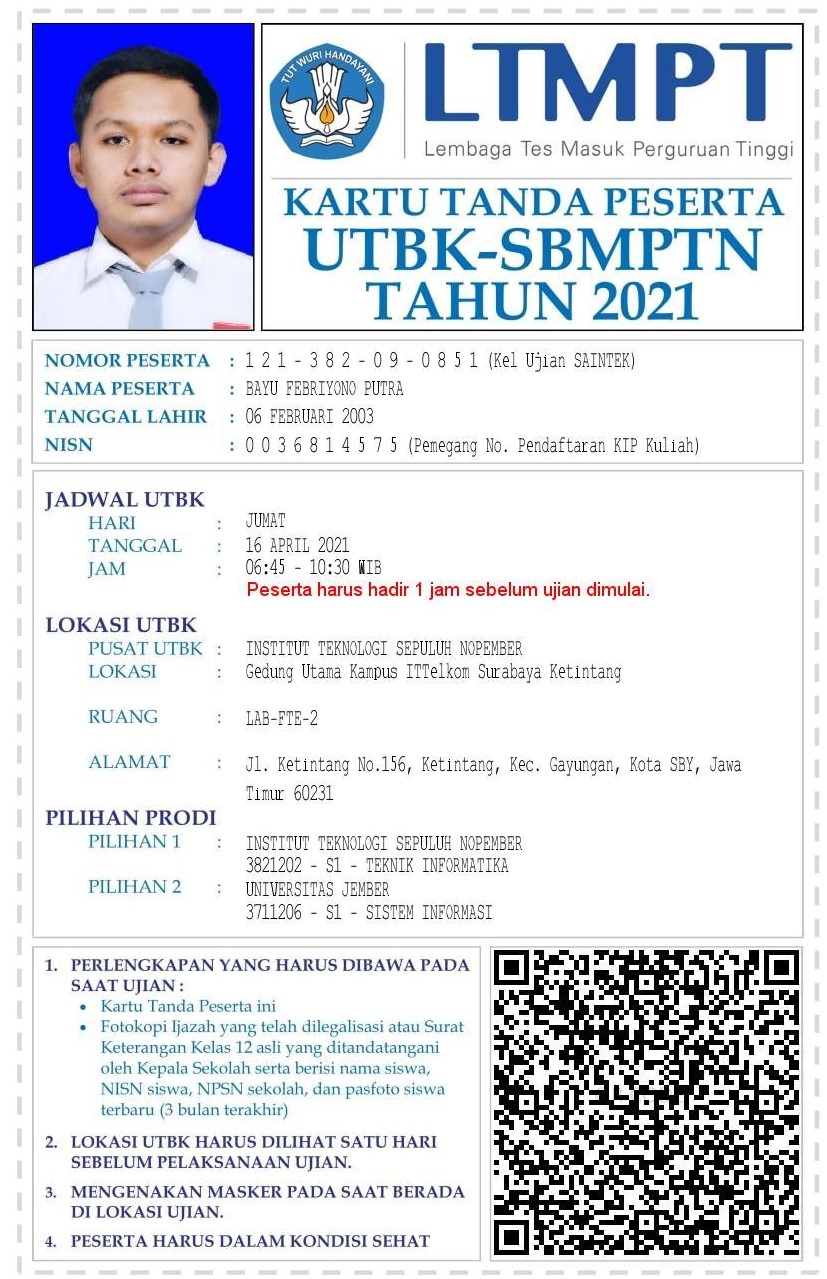 TUT WURI HANDAYANI
LTMPT
Lembaga Tes Masuk Perguruan Tinggi
KARTU TANDA PESERTA
UTBK-SBMPTN
TAHUN 2021
NOMOR PESERTA : 1 2 1 - 3 8 2 - 0 9 - 0 8 5 1 (Kel Ujian SAINTEK)
NAMA PESERTA : BAYU FEBRIYONO PUTRA
TANGGAL LAHIR : 06 FEBRUARI 2003
NISN : 0 0 3 6 8 1 4 5 7 5 (Pemegang No. Pendaftaran KIP Kuliah)
JADWAL UTBK
HARI : JUMAT
TANGGAL : 16 APRIL 2021
JAM : 06:45 - 10:30 WIB
Peserta harus hadir 1 jam sebelum ujian dimulai.
LOKASI UTBK
PUSAT UTBK : INSTITUT TEKNOLOGI SEPULUH NOPEMBER
LOKASI : Gedung Utama Kampus ITTelkom Surabaya Ketintang
RUANG : LAB-FTE-2
ALAMAT : Jl. Ketintang No.156, Ketintang, Kec. Gayungan, Kota SBY, Jawa
Timur 60231
PILIHAN PRODI
PILIHAN 1 : INSTITUT TEKNOLOGI SEPULUH NOPEMBER
3821202 - S1 - TEKNIK INFORMATIKA
PILIHAN 2 : UNIVERSITAS JEMBER
3711206 - S1 - SISTEM INFORMASI
1. PERLENGKAPAN YANG HARUS DIBAWA PADA
SAAT UJIAN :
• Kartu Tanda Peserta ini
• Fotokopi Ijazah yang telah dilegalisasi atau Surat
Keterangan Kelas 12 asli yang ditandatangani
oleh Kepala Sekolah serta berisi nama siswa,
NISN siswa, NPSN sekolah, dan pasfoto siswa
terbaru (3 bulan terakhir)
2. LOKASI UTBK HARUS DILIHAT SATU HARI
SEBELUM PELAKSANAAN UJIAN.
3. MENGENAKAN MASKER PADA SAAT BERADA
DI LOKASI UJIAN.
4. PESERTA HARUS DALAM KONDISI SEHAT